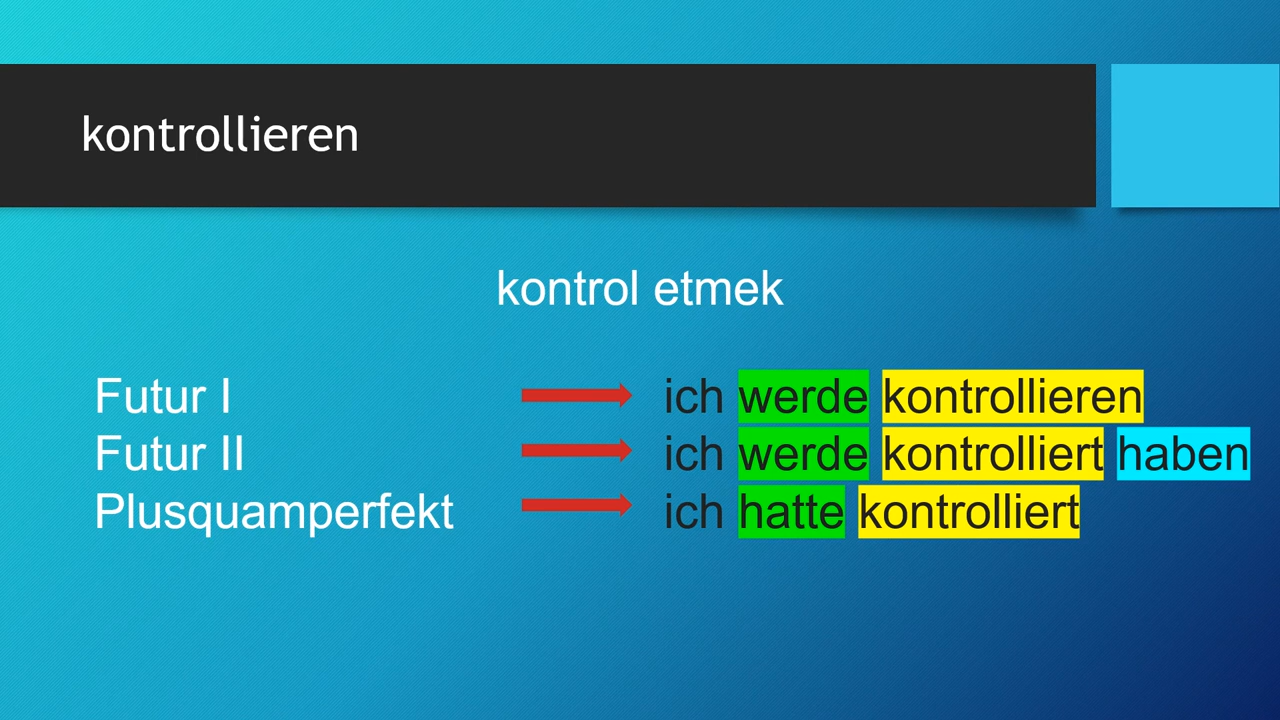 kontrollieren
kontrol etmek
Futur I ich werde kontrollieren
Futur II ich werde kontrolliert haben
Plusquamperfekt ich hatte kontrolliert